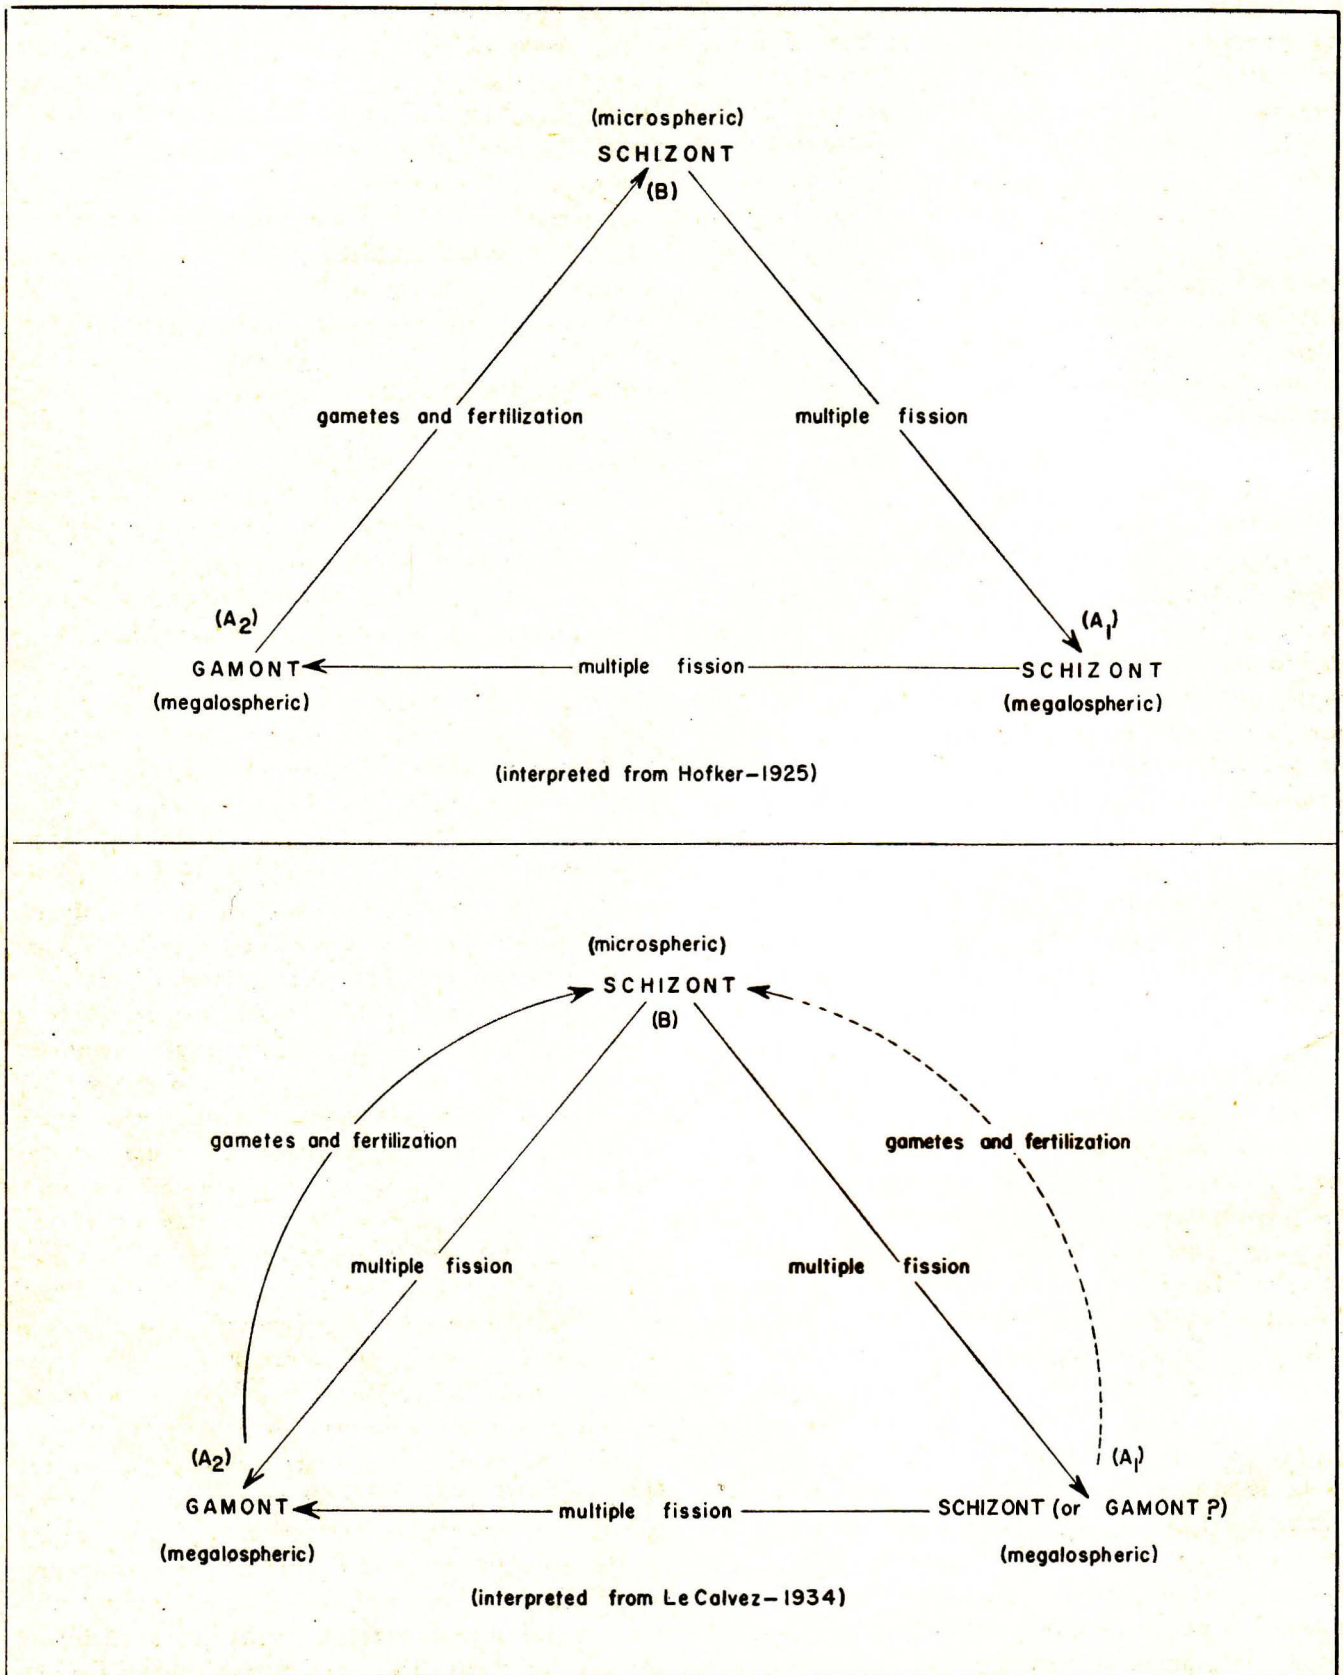 (microspheric)
SCHIZONT
(B)
gametes and fertilization
multiple fission
(A2)
(A1)
GAMONT
multiple fission
SCHIZONT
(megalospheric)
(megalospheric)
(interpreted from Hofker-1925)
(microspheric)
SCHIZONT
(B)
gametes and fertilization
gametes and fertilization
multiple fission
multiple fission
(A2)
(A1)
GAMONT
multiple fission
SCHIZONT (or GAMONT ?)
(megalospheric)
(megalospheric)
(interpreted from Le Calvez-1934)